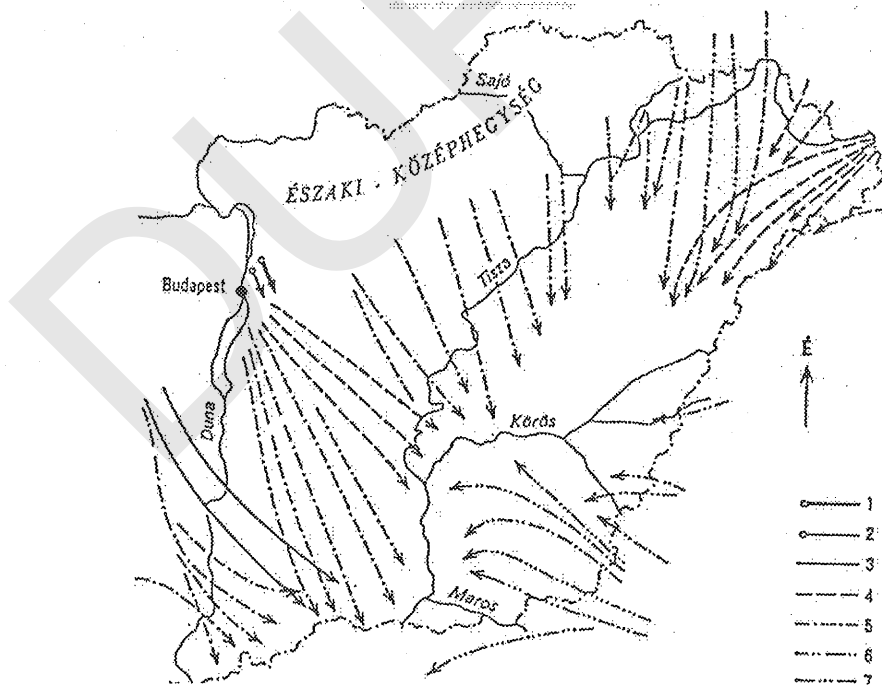 Sajó
ÉSZAKI - KÖZÉPHEGYSÉG
Tisza
Budapest
É
Duna
Körös
1
2
3
4
Maros
5
6
7